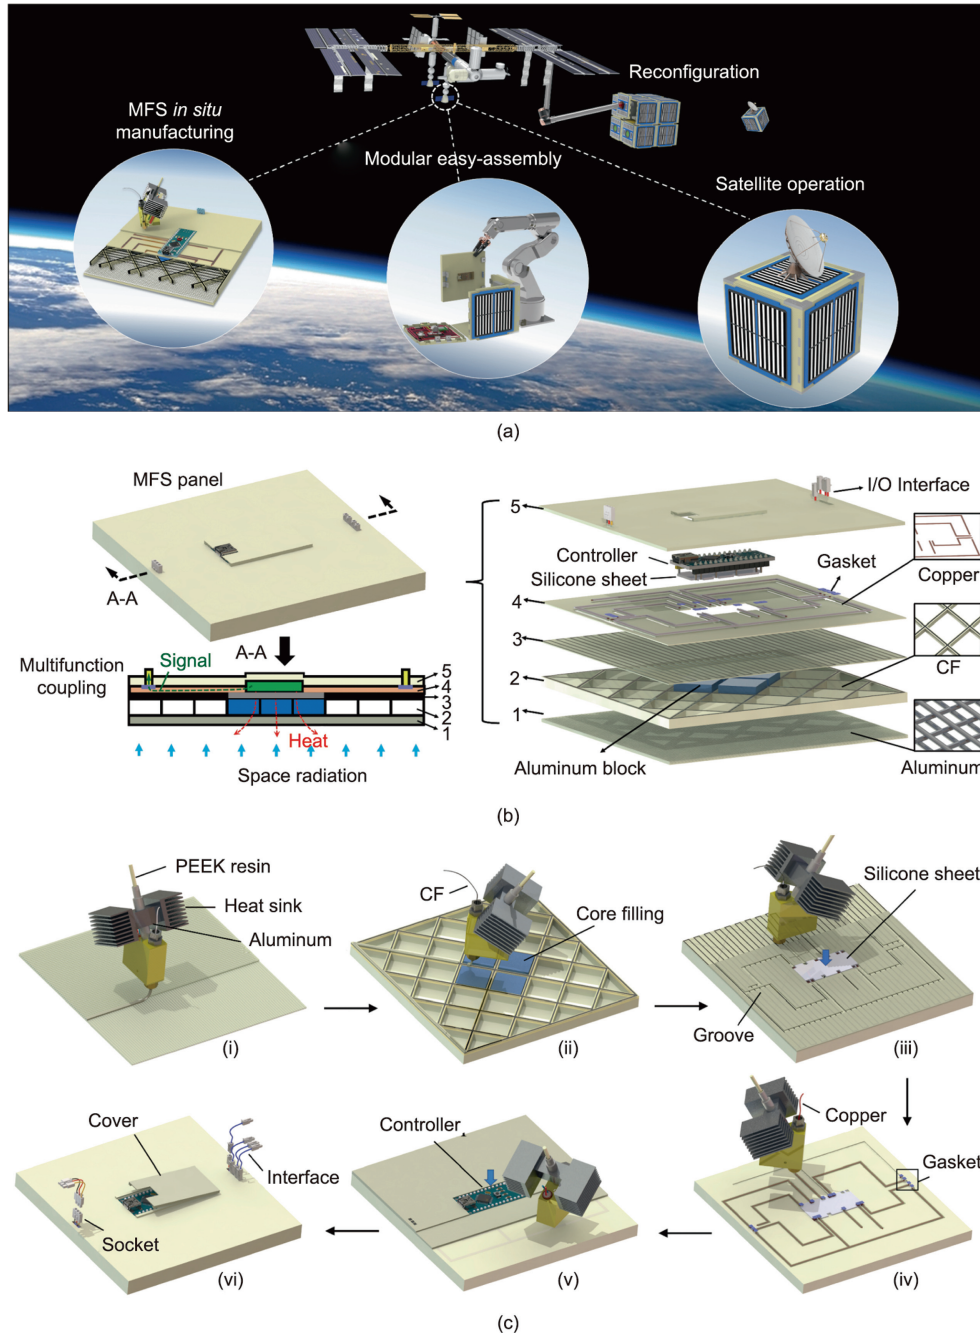 Reconfiguration
MFS in situ
manufacturing
Modular easy-assembly
Satellite operation
(a)
MFS panel
A-A
A-A
Multifunction
coupling
Signal
Heat
5
4
3
2
1
Space radiation
5
I/O Interface
Controller
Silicone sheet
Gasket
Copper
4
3
CF
2
1
Aluminum block
Aluminum
(b)
PEEK resin
Heat sink
Aluminum
(i)
CF
Core filling
(ii)
Silicone sheet
Groove
(iii)
Cover
Interface
Socket
(vi)
Controller
(v)
Copper
Gasket
(iv)
(c)